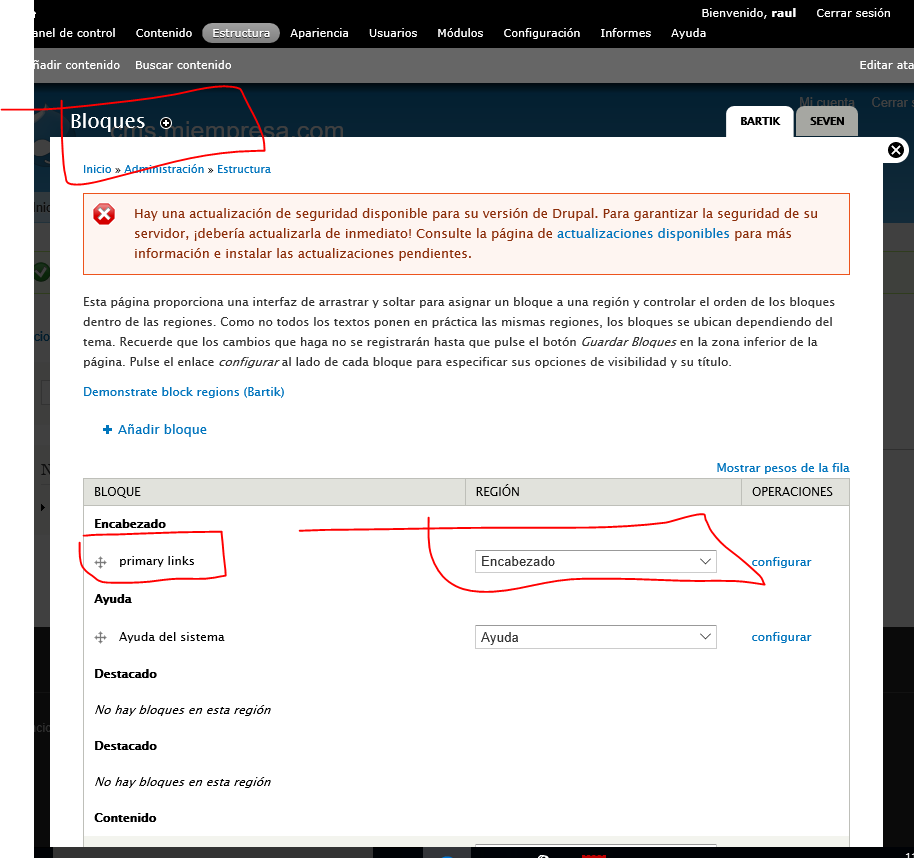 Bienvenido, raul Cerrar sesión
anel de control Contenido Estructura Apariencia Usuarios Módulos Configuración Informes Ayuda
ñadir contenido Buscar contenido Editar ata
Mi cuenta Cerrar s
Bloques
cms.miempresa.com
BARTIK SEVEN
Inicio » Administración » Estructura
Hay una actualización de seguridad disponible para su versión de Drupal. Para garantizar la seguridad de su
servidor, ¡debería actualizarla de inmediato! Consulte la página de actualizaciones disponibles para más
información e instalar las actualizaciones pendientes.
Esta página proporciona una interfaz de arrastrar y soltar para asignar un bloque a una región y controlar el orden de los bloques
dentro de las regiones. Como no todos los textos ponen en práctica las mismas regiones, los bloques se ubican dependiendo del
tema. Recuerde que los cambios que haga no se registrarán hasta que pulse el botón Guardar Bloques en la zona inferior de la
página. Pulse el enlace configurar al lado de cada bloque para especificar sus opciones de visibilidad y su título.
Demonstrate block regions (Bartik)
Añadir bloque
Mostrar pesos de la fila
BLOQUE REGIÓN OPERACIONES
Encabezado
primary links Encabezado configurar
Ayuda
Ayuda del sistema Ayuda configurar
Destacado
No hay bloques en esta región
Destacado
No hay bloques en esta región
Contenido